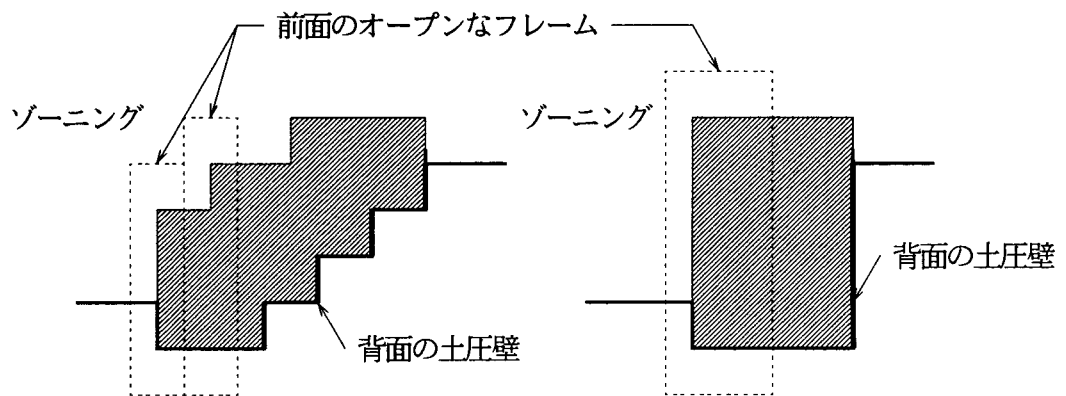 前面のオープンなフレーム
ゾーニング
ゾーニング
背面の土圧壁
背面の土圧壁